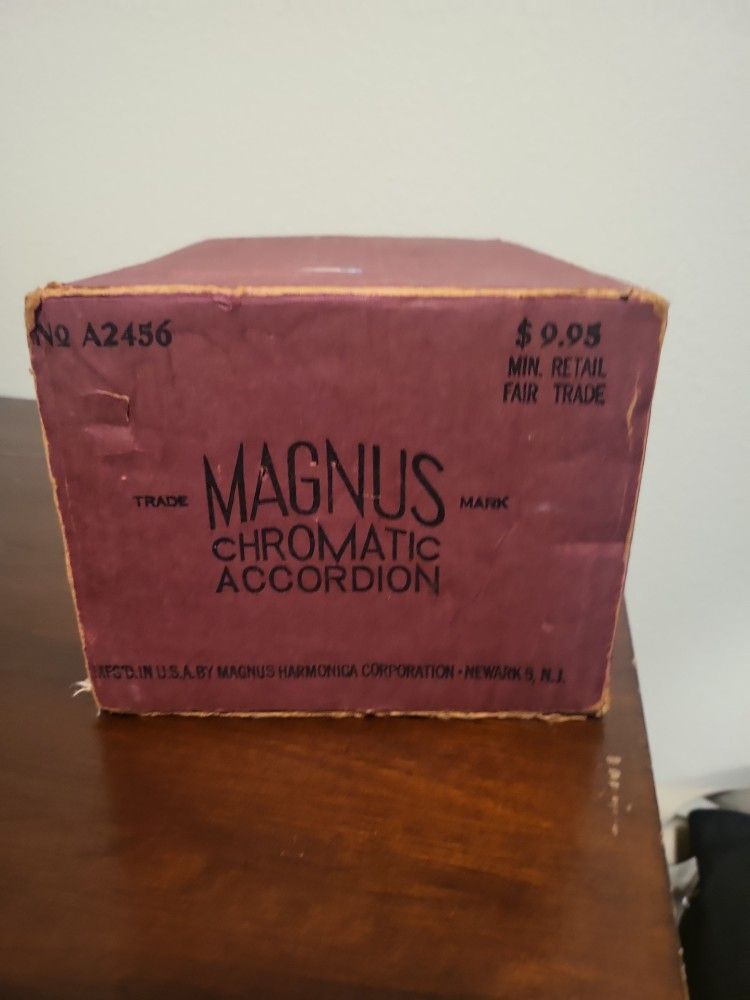 No A2456
$9.95
MIN. RETAIL
FAIR TRADE
TRADE MAGNUS MARK
CHROMATIC
ACCORDION
MFG'D. IN U.S.A. BY MAGNUS HARMONICA CORPORATION · NEWARK 5, N.J.